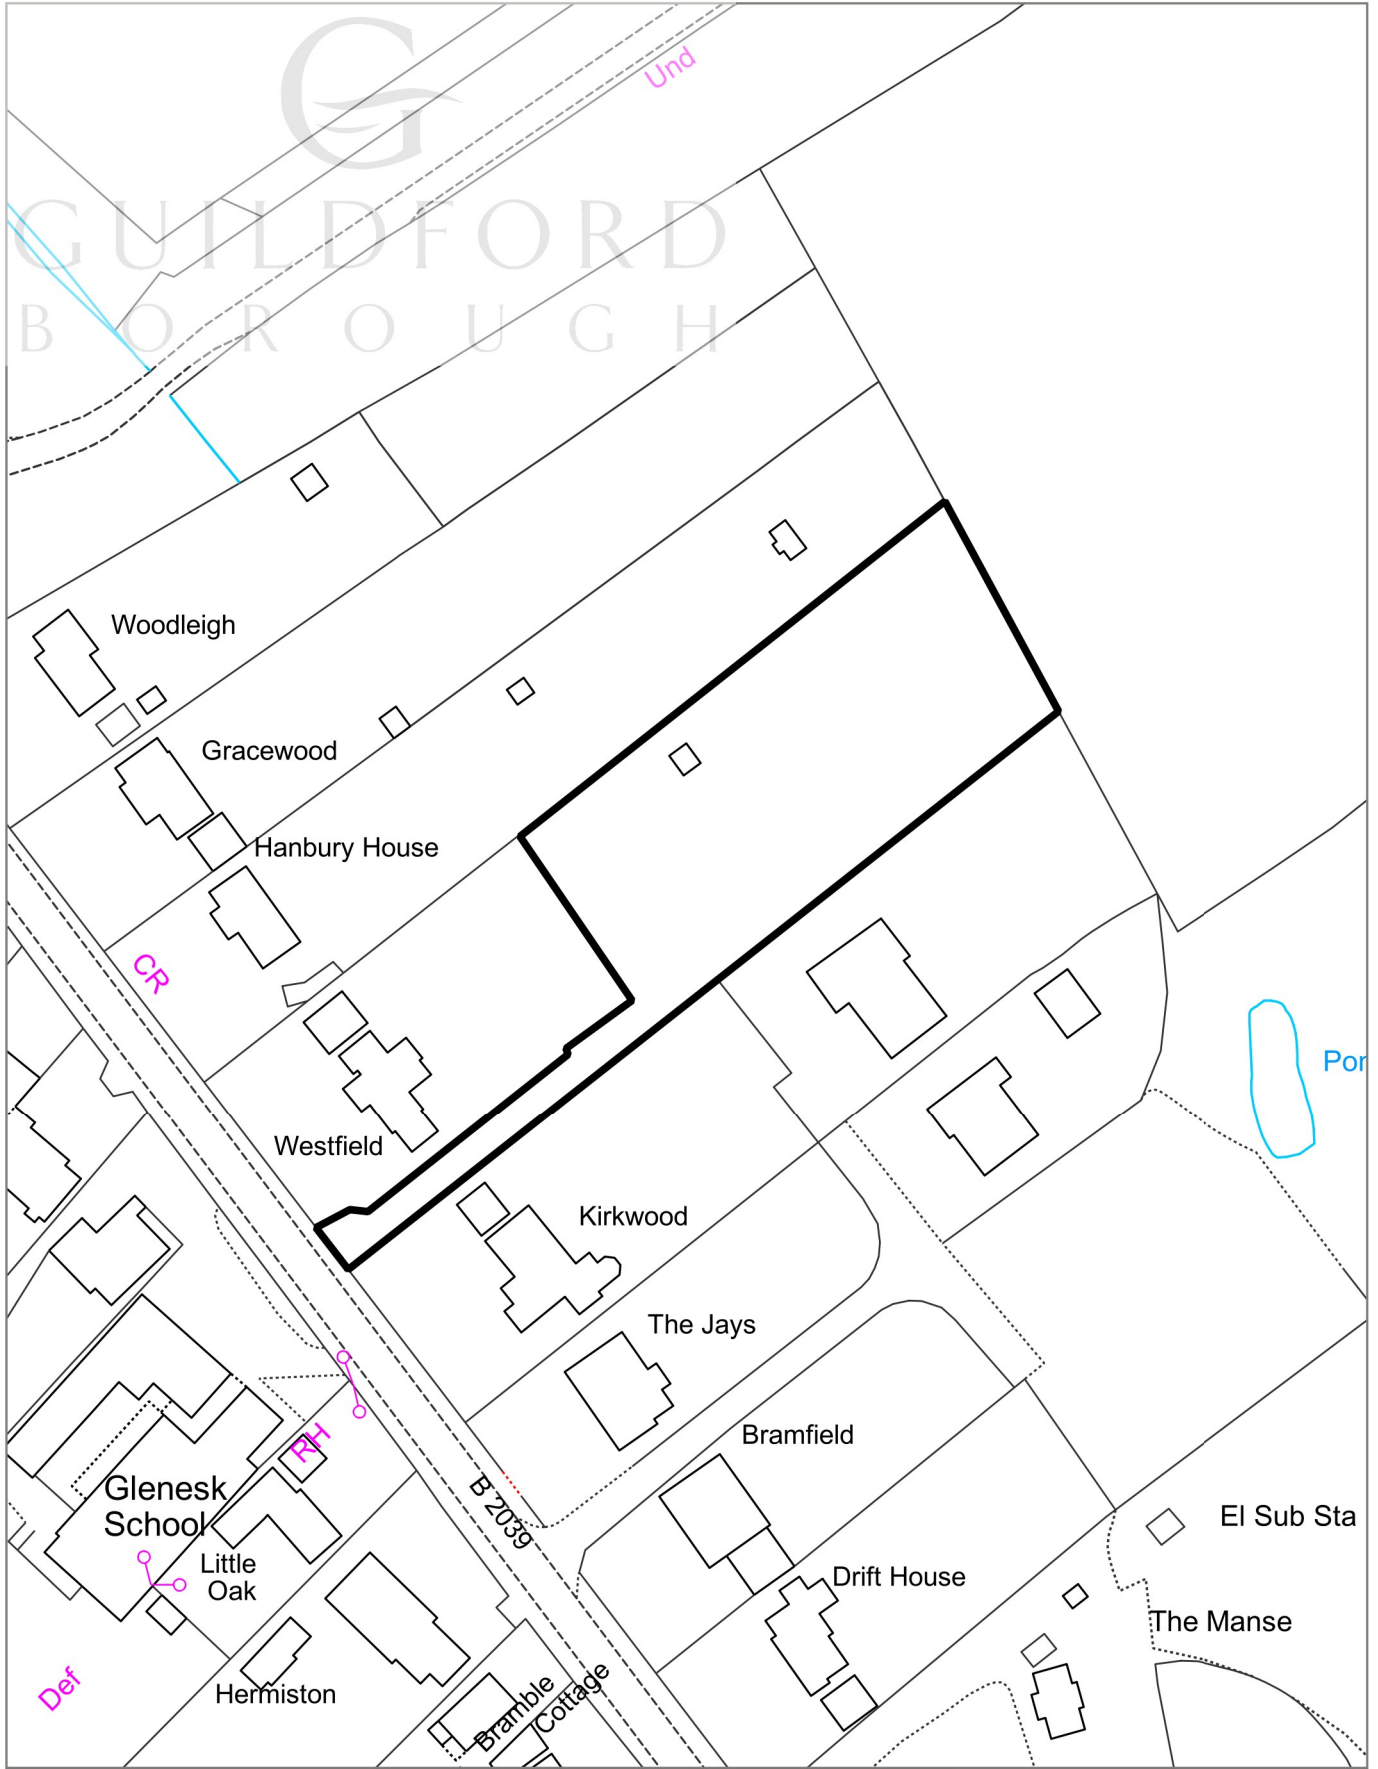 G
Und
GUILDFORD
BOROUGH
Woodleigh
Gracewood
Hanbury House
CR
Por
Westfield
Kirkwood
The Jays
Bramfield
RH
Glenesk
School
B 2039
El Sub Sta
Little
Oak
Drift House
The Manse
Def
Hermiston
Bramble
Cottage